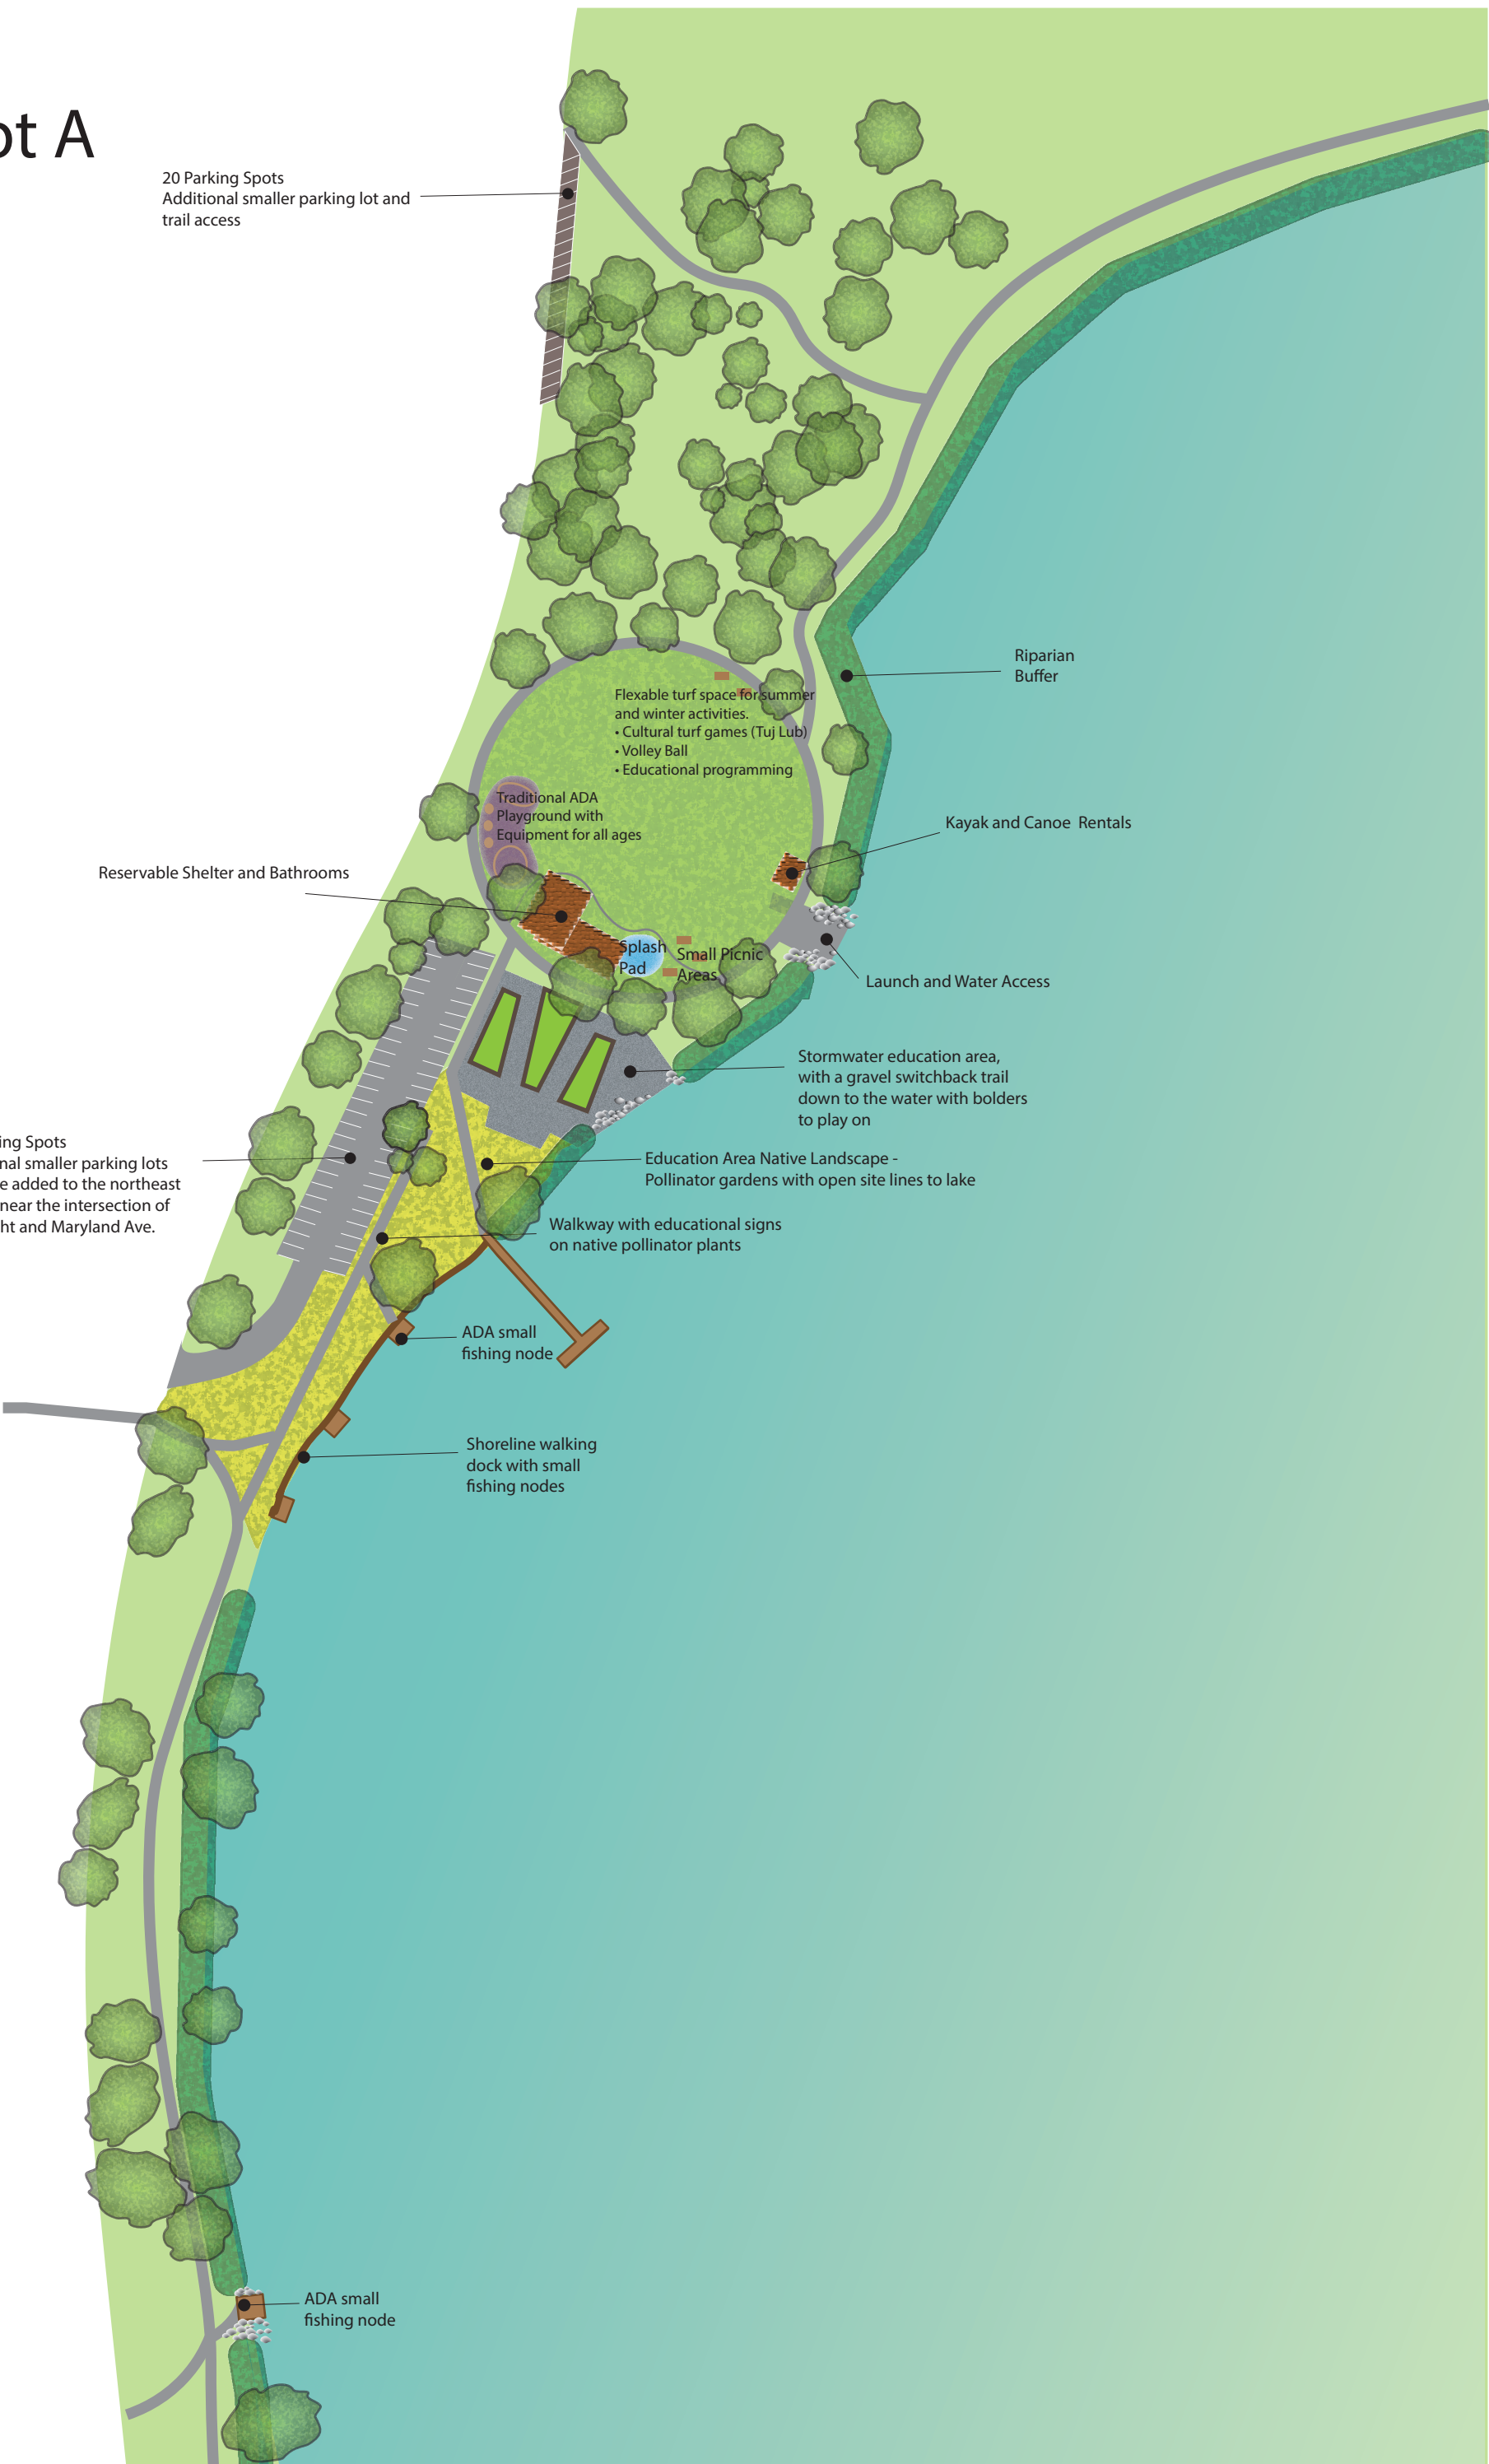 ot A
20 Parking Spots
Additional smaller parking lot and
trail access
Riparian
Buffer
Flexable turf space for summer
and winter activities.
• Cultural turf games (Tuj Lub)
• Volley Ball
• Educational programming
Traditional ADA
Playground with
Equipment for all ages
Kayak and Canoe Rentals
Reservable Shelter and Bathrooms
Splash
Pad
Small Picnic
Areas
Launch and Water Access
Stormwater education area,
with a gravel switchback trail
down to the water with bolders
to play on
ing Spots
nal smaller parking lots
e added to the northeast
near the intersection of
ht and Maryland Ave.
Education Area Native Landscape -
Pollinator gardens with open site lines to lake
Walkway with educational signs
on native pollinator plants
ADA small
fishing node
Shoreline walking
dock with small
fishing nodes
ADA small
fishing node